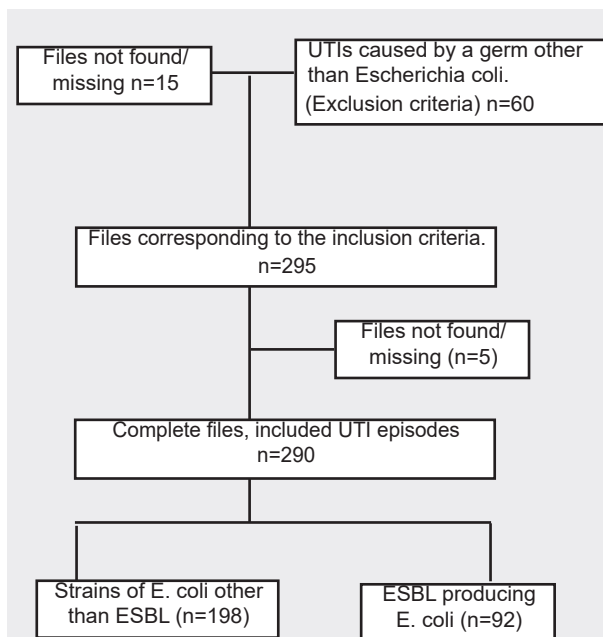 Files not found/
missing n=15
UTIs caused by a germ other
than Escherichia coli.
(Exclusion criteria) n=60
Files corresponding to the inclusion criteria.
n=295
Files not found/
missing (n=5)
Complete files, included UTI episodes
n=290
Strains of E. coli other
than ESBL (n=198)
ESBL producing
E. coli (n=92)